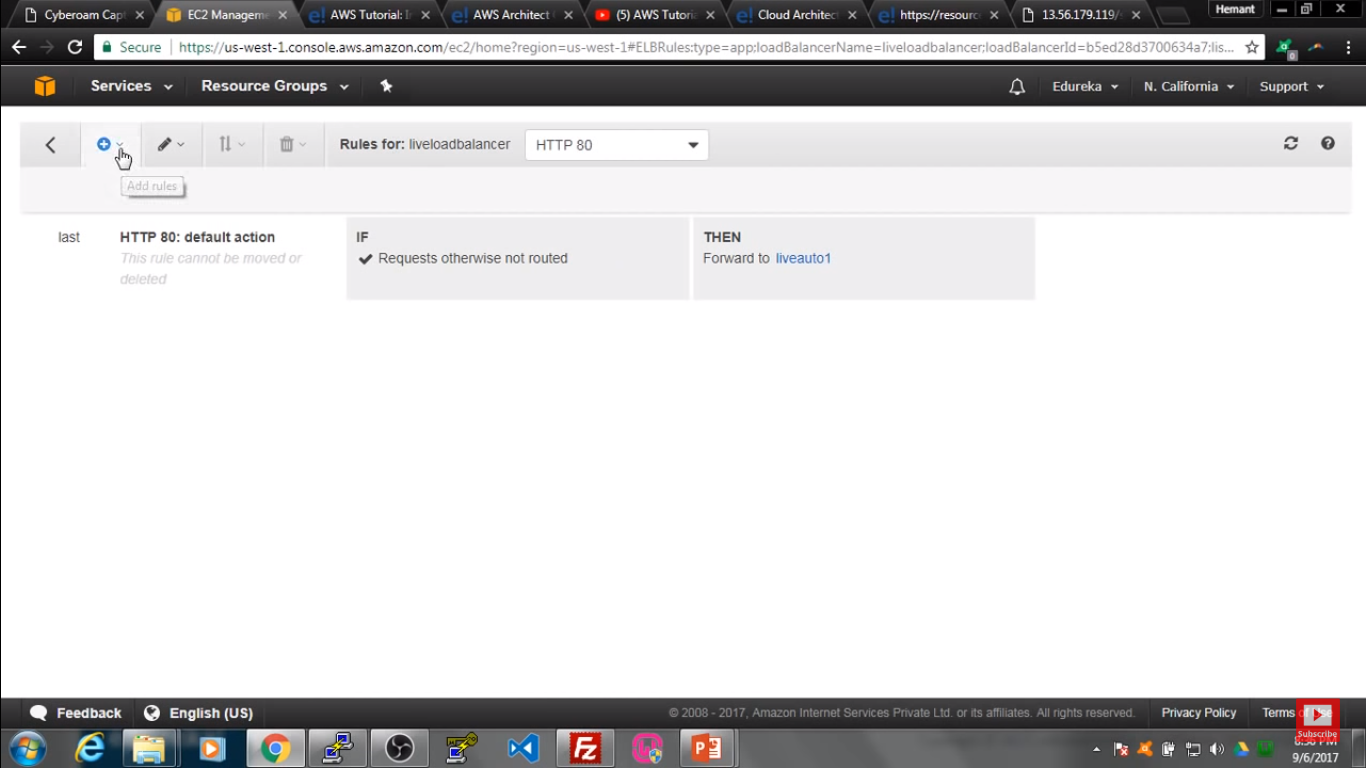 Cyberoam Capt
EC2 Manageme
AWS Tutorial: I
AWS Architect
(5) AWS Tutoria
Cloud Architect
https://resourc
13.56.179.119/
Hemant
Secure
https://us-west-1.console.aws.amazon.com/ec2/home?region=us-west-1#ELBRules:type=app;loadBalancerName=liveloadbalancer;loadBalancerId=b5ed28d3700634a7;lis...
0
Services
Resource Groups
Edureka
N. California
Support
Rules for: liveloadbalancer
HTTP 80
Add rules
last
HTTP 80: default action
This rule cannot be moved or
deleted
IF
Requests otherwise not routed
THEN
Forward to liveauto1
Feedback
English (US)
© 2008 - 2017, Amazon Internet Services Private Ltd. or its affiliates. All rights reserved.
Privacy Policy
Terms of
Subscribe
9/6/2017